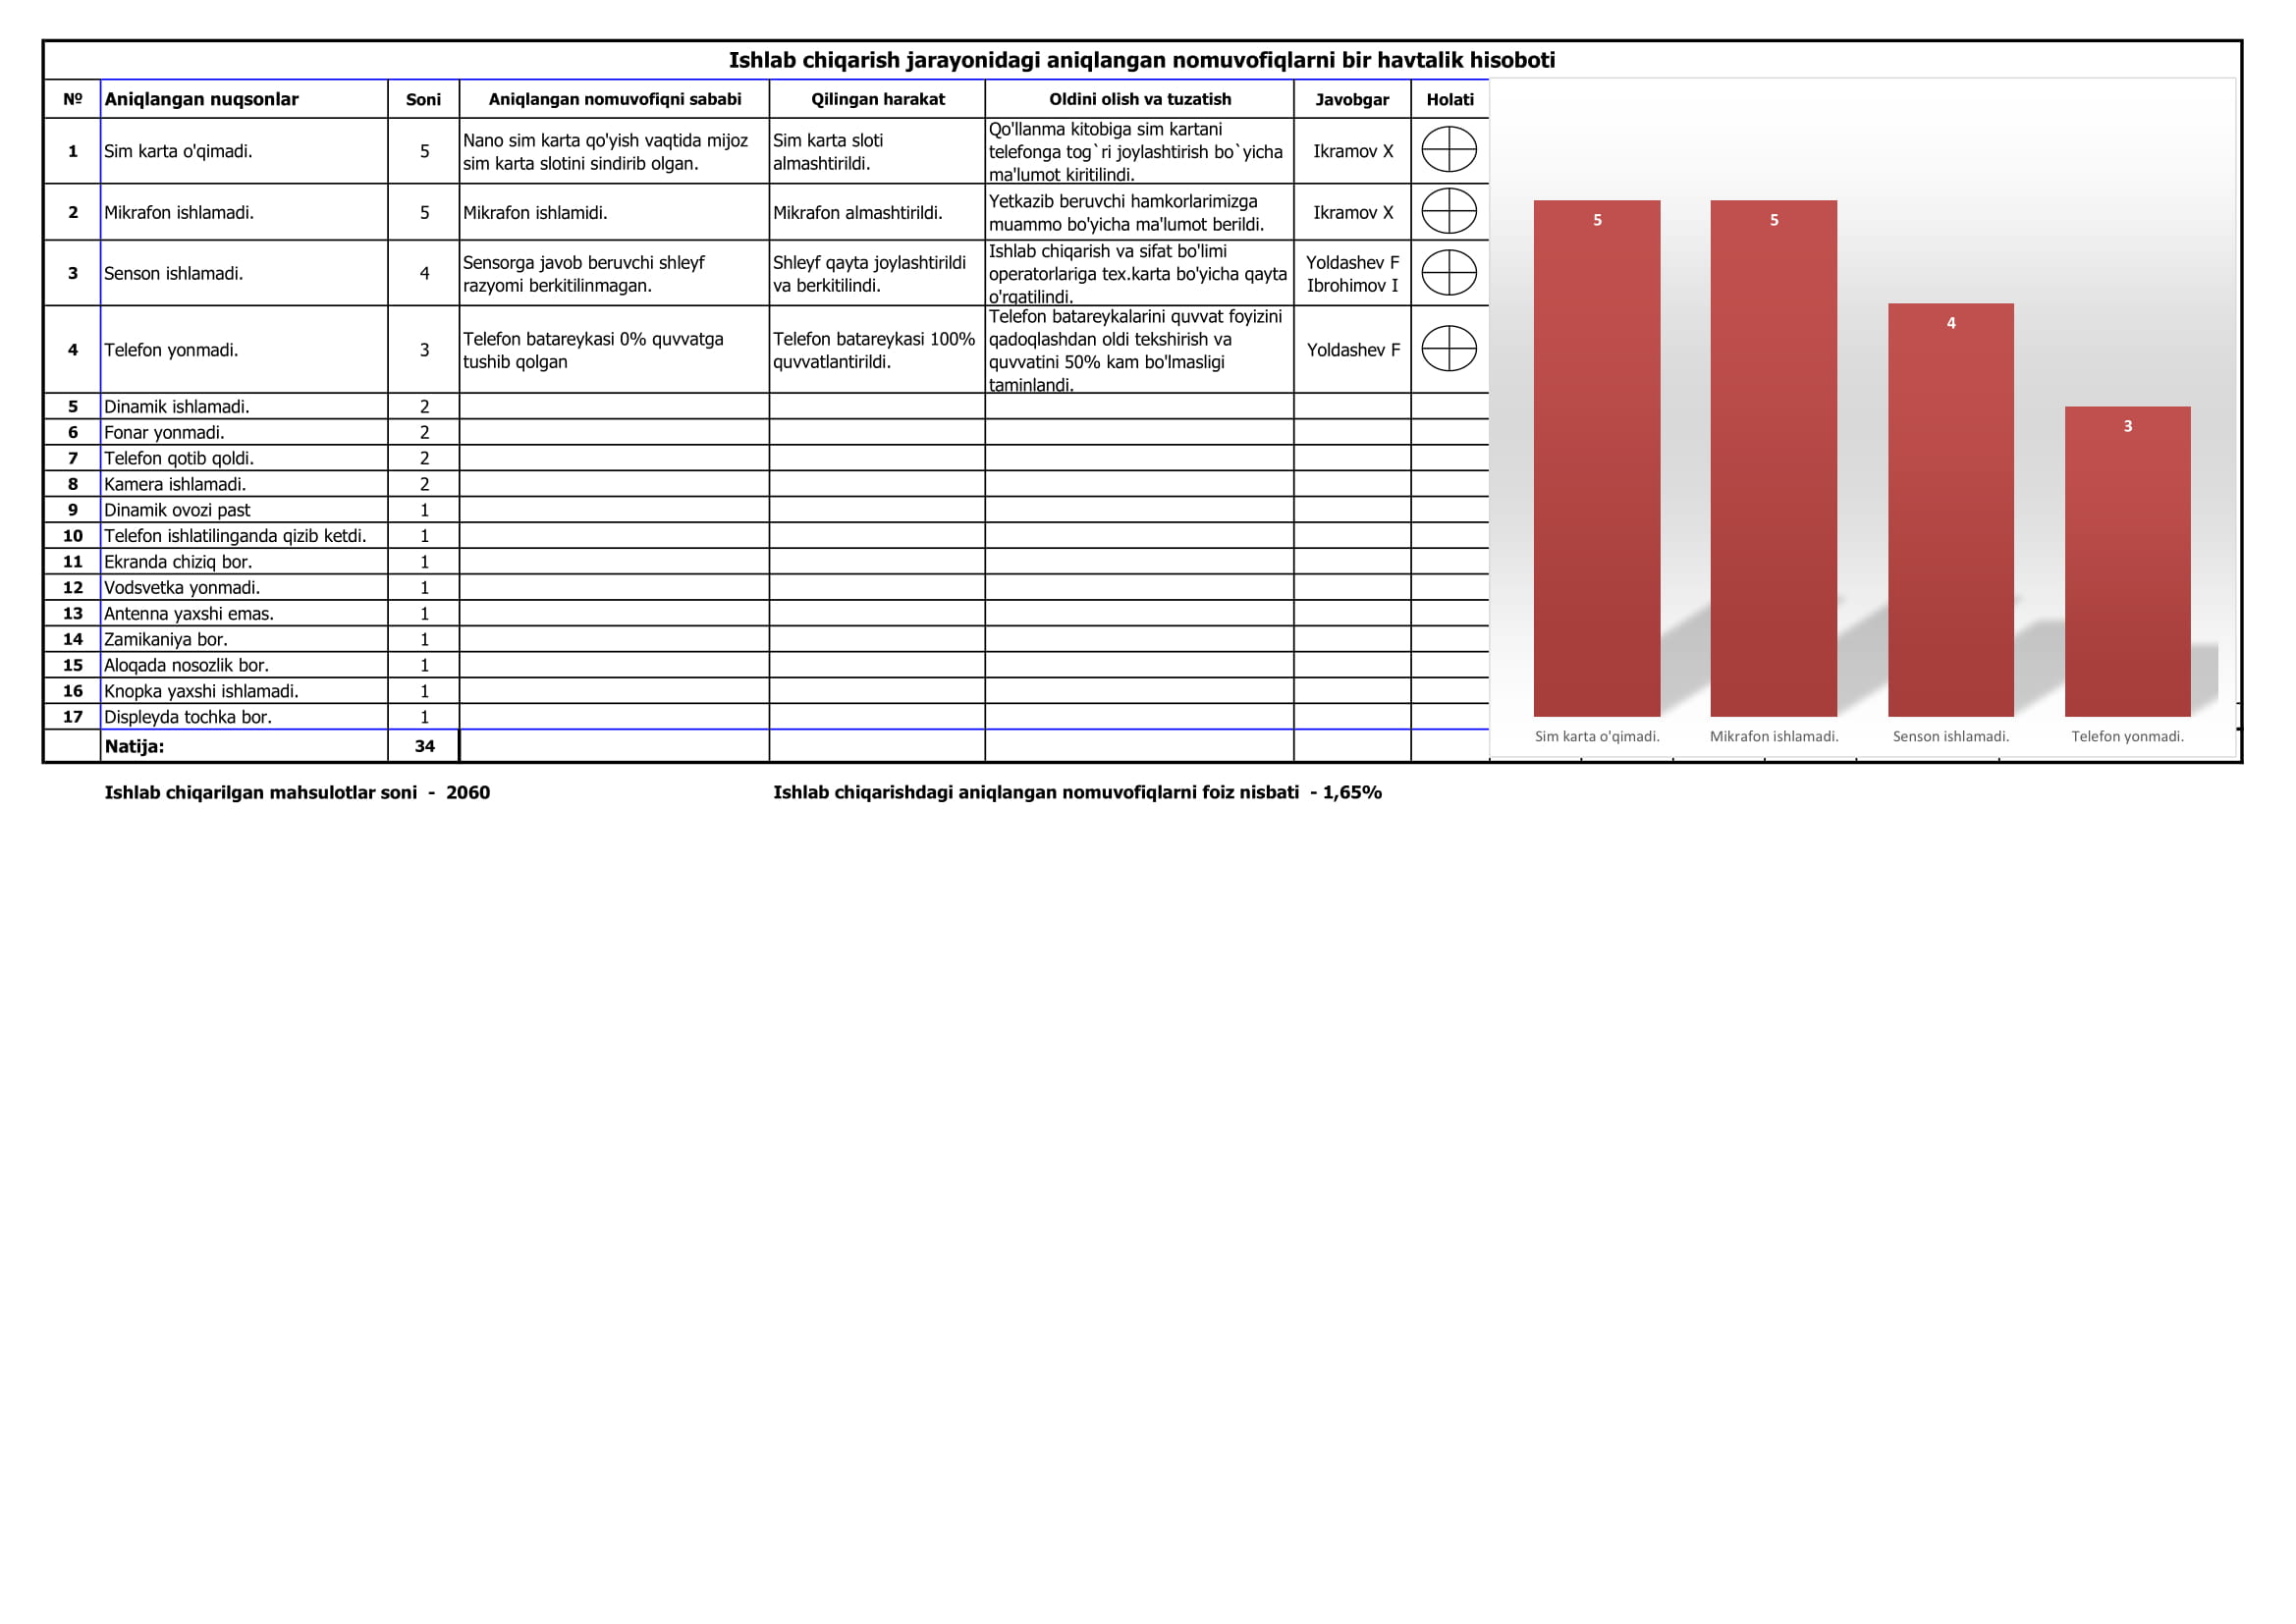 Ishlab chiqarish jarayonidagi aniqlangan nomuvofiqlarni bir havtalik hisoboti
№ Aniqlangan nuqsonlar Soni Aniqlangan nomuvofiqni sababi Qilingan harakat Oldini olish va tuzatish Javobgar Holati
1 Sim karta o'qimadi. 5
Nano sim karta qo'yish vaqtida mijoz
sim karta slotini sindirib olgan.
Sim karta sloti
almashtirildi.
Qo'llanma kitobiga sim kartani
telefonga tog`ri joylashtirish bo`yicha
ma'lumot kiritilindi.
Ikramov X
2 Mikrafon ishlamadi. 5 Mikrafon ishlamidi. Mikrafon almashtirildi.
Yetkazib beruvchi hamkorlarimizga
muammo bo'yicha ma'lumot berildi.
Ikramov X
3 Senson ishlamadi. 4
Sensorga javob beruvchi shleyf
razyomi berkitilinmagan.
Shleyf qayta joylashtirildi
va berkitilindi.
Ishlab chiqarish va sifat bo'limi
operatorlariga tex.karta bo'yicha qayta
o'rgatilindi.
Yoldashev F
Ibrohimov I
4 Telefon yonmadi. 3
Telefon batareykasi 0% quvvatga
tushib qolgan
Telefon batareykasi 100%
quvvatlantirildi.
Telefon batareykalarini quvvat foyizini
qadoqlashdan oldi tekshirish va
quvvatini 50% kam bo'lmasligi
taminlandi.
Yoldashev F
5 Dinamik ishlamadi. 2
6 Fonar yonmadi. 2
7 Telefon qotib qoldi. 2
8 Kamera ishlamadi. 2
9 Dinamik ovozi past 1
10 Telefon ishlatilinganda qizib ketdi. 1
11 Ekranda chiziq bor. 1
12 Vodsvetka yonmadi. 1
13 Antenna yaxshi emas. 1
14 Zamikaniya bor. 1
15 Aloqada nosozlik bor. 1
16 Knopka yaxshi ishlamadi. 1
17 Displeyda tochka bor. 1
Natija: 34
5 5 4 3
Sim karta o'qimadi. Mikrafon ishlamadi. Senson ishlamadi. Telefon yonmadi.
Ishlab chiqarilgan mahsulotlar soni - 2060
Ishlab chiqarishdagi aniqlangan nomuvofiqlarni foiz nisbati - 1,65%